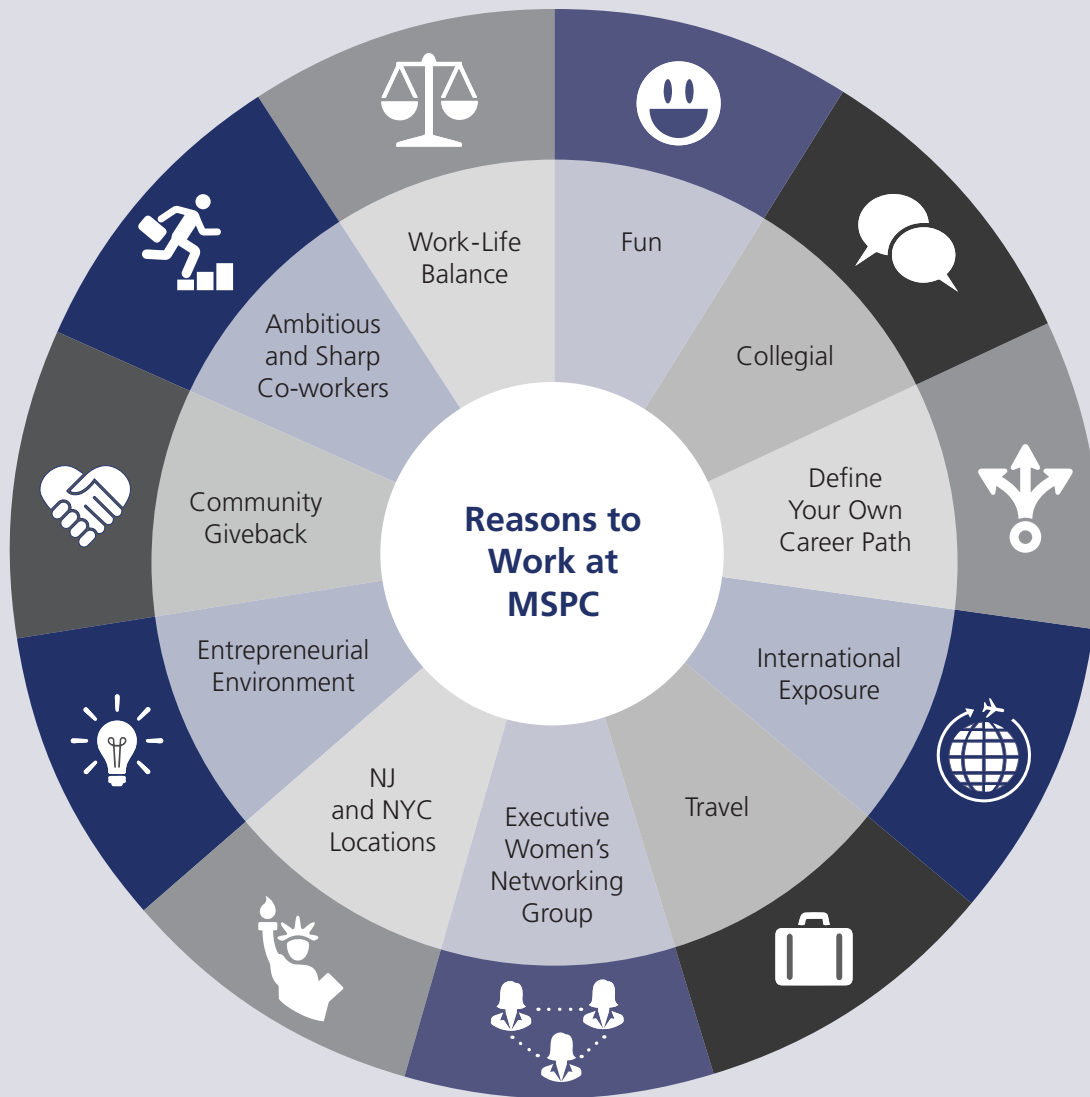 Reasons to
Work at
MSPC
Fun
Collegial
Define
Your Own
Career Path
International
Exposure
Travel
Executive
Women’s
Networking
Group
NJ
and NYC
Locations
Entrepreneurial
Environment
Community
Giveback
Ambitious
and Sharp
Co-workers
Work-Life
Balance